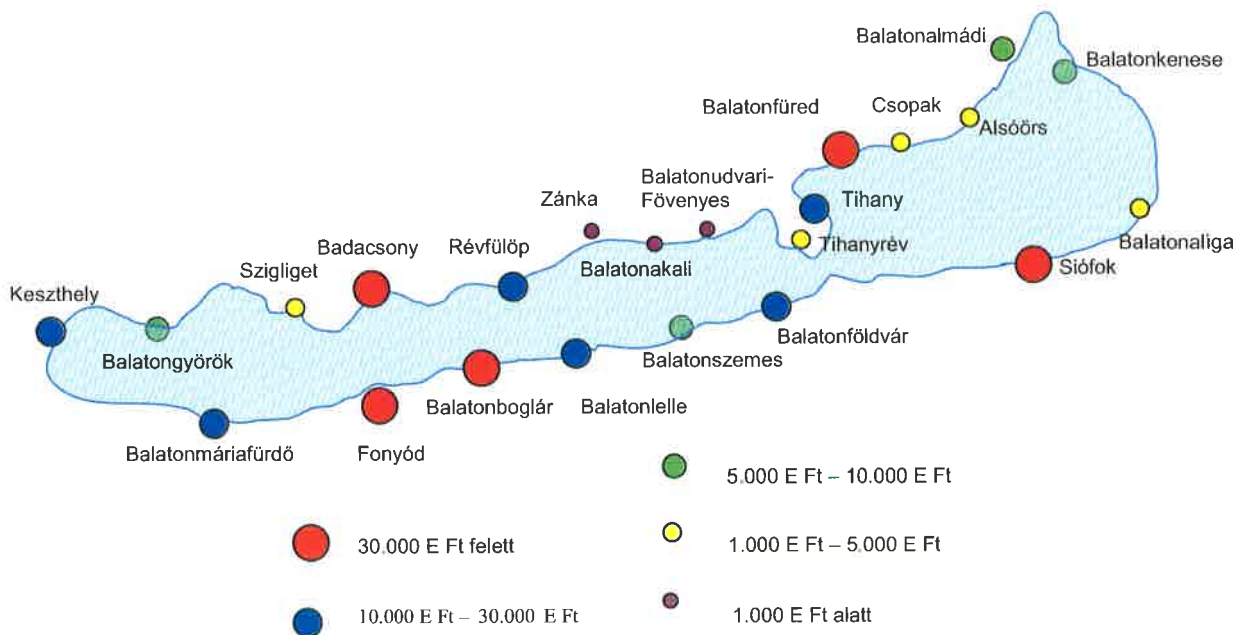 Balatonalmádi
Balatonkenese
Balatonfüred
Csopak
Alsóörs
Balatonudvari-
Fövenyes
Zánka
Tihany
Tihanyrév
Balatonaliga
Badacsony
Révfülöp
Balatonakali
Siófok
Szigliget
Keszthely
Balatongyörök
Balatonszemes
Balatonföldvár
Balatonboglár
Balatonlelle
Balatonmáriafürdő
Fonyód
5.000 E Ft – 10.000 E Ft
30.000 E Ft felett
1.000 E Ft – 5.000 E Ft
10.000 E Ft – 30.000 E Ft
1.000 E Ft alatt